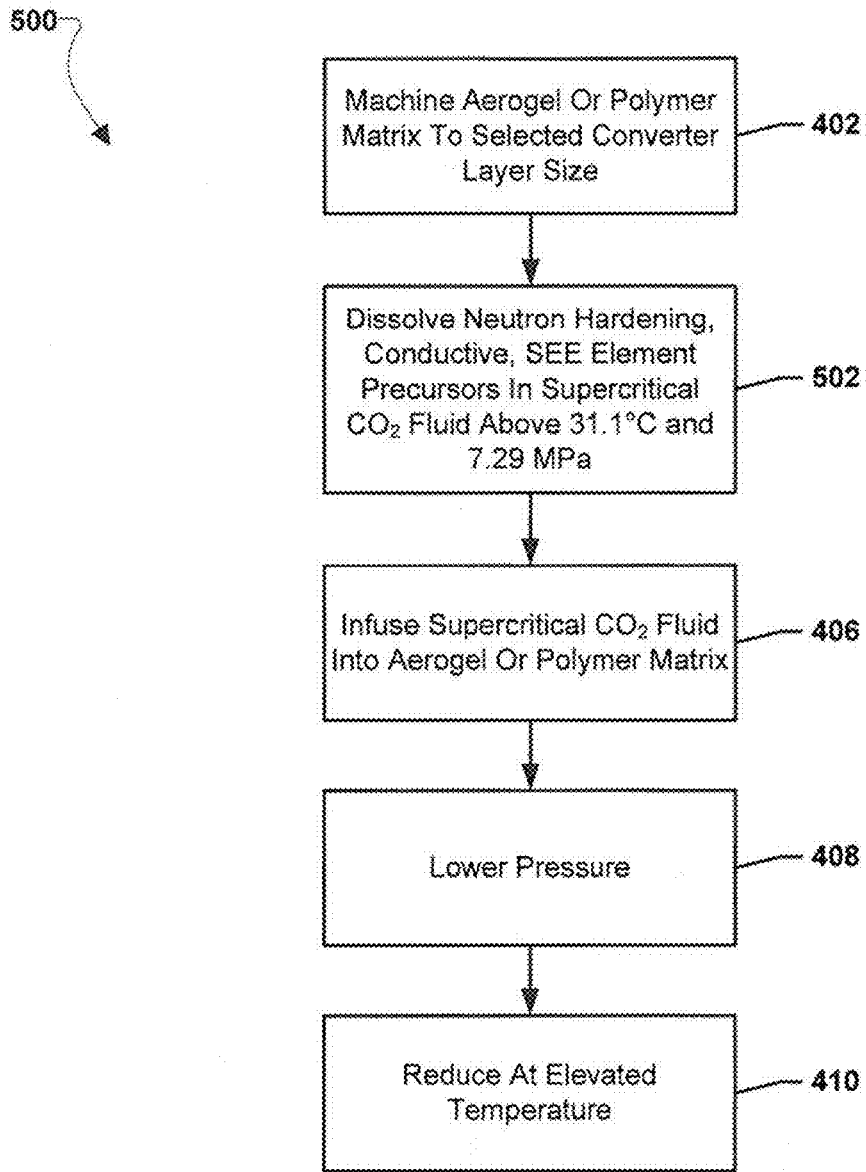 500
Machine Aerogel Or Polymer
Matrix To Selected Converter
Layer Size
402
Dissolve Neutron Hardening,
Conductive, SEE Element
Precursors In Supercritical
CO₂ Fluid Above 31.1°C and
7.29 MPa
502
Infuse Supercritical CO₂ Fluid
Into Aerogel Or Polymer Matrix
406
Lower Pressure
408
Reduce At Elevated
Temperature
410